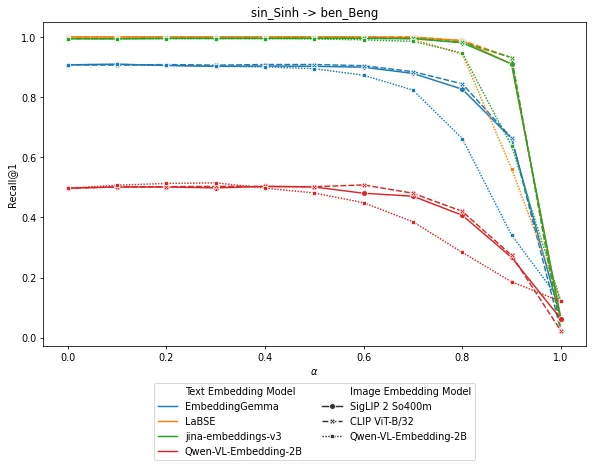 sin_Sinh -> ben_Beng
1.0
0.8
0.6
0.4
0.2
0.0
Recall@1
0.0 0.2 0.4 0.6 0.8 1.0
α
Text Embedding Model
EmbeddingGemma
LaBSE
jina-embeddings-v3
Qwen-VL-Embedding-2B
Image Embedding Model
SigLIP 2 So400m
CLIP ViT-B/32
Qwen-VL-Embedding-2B